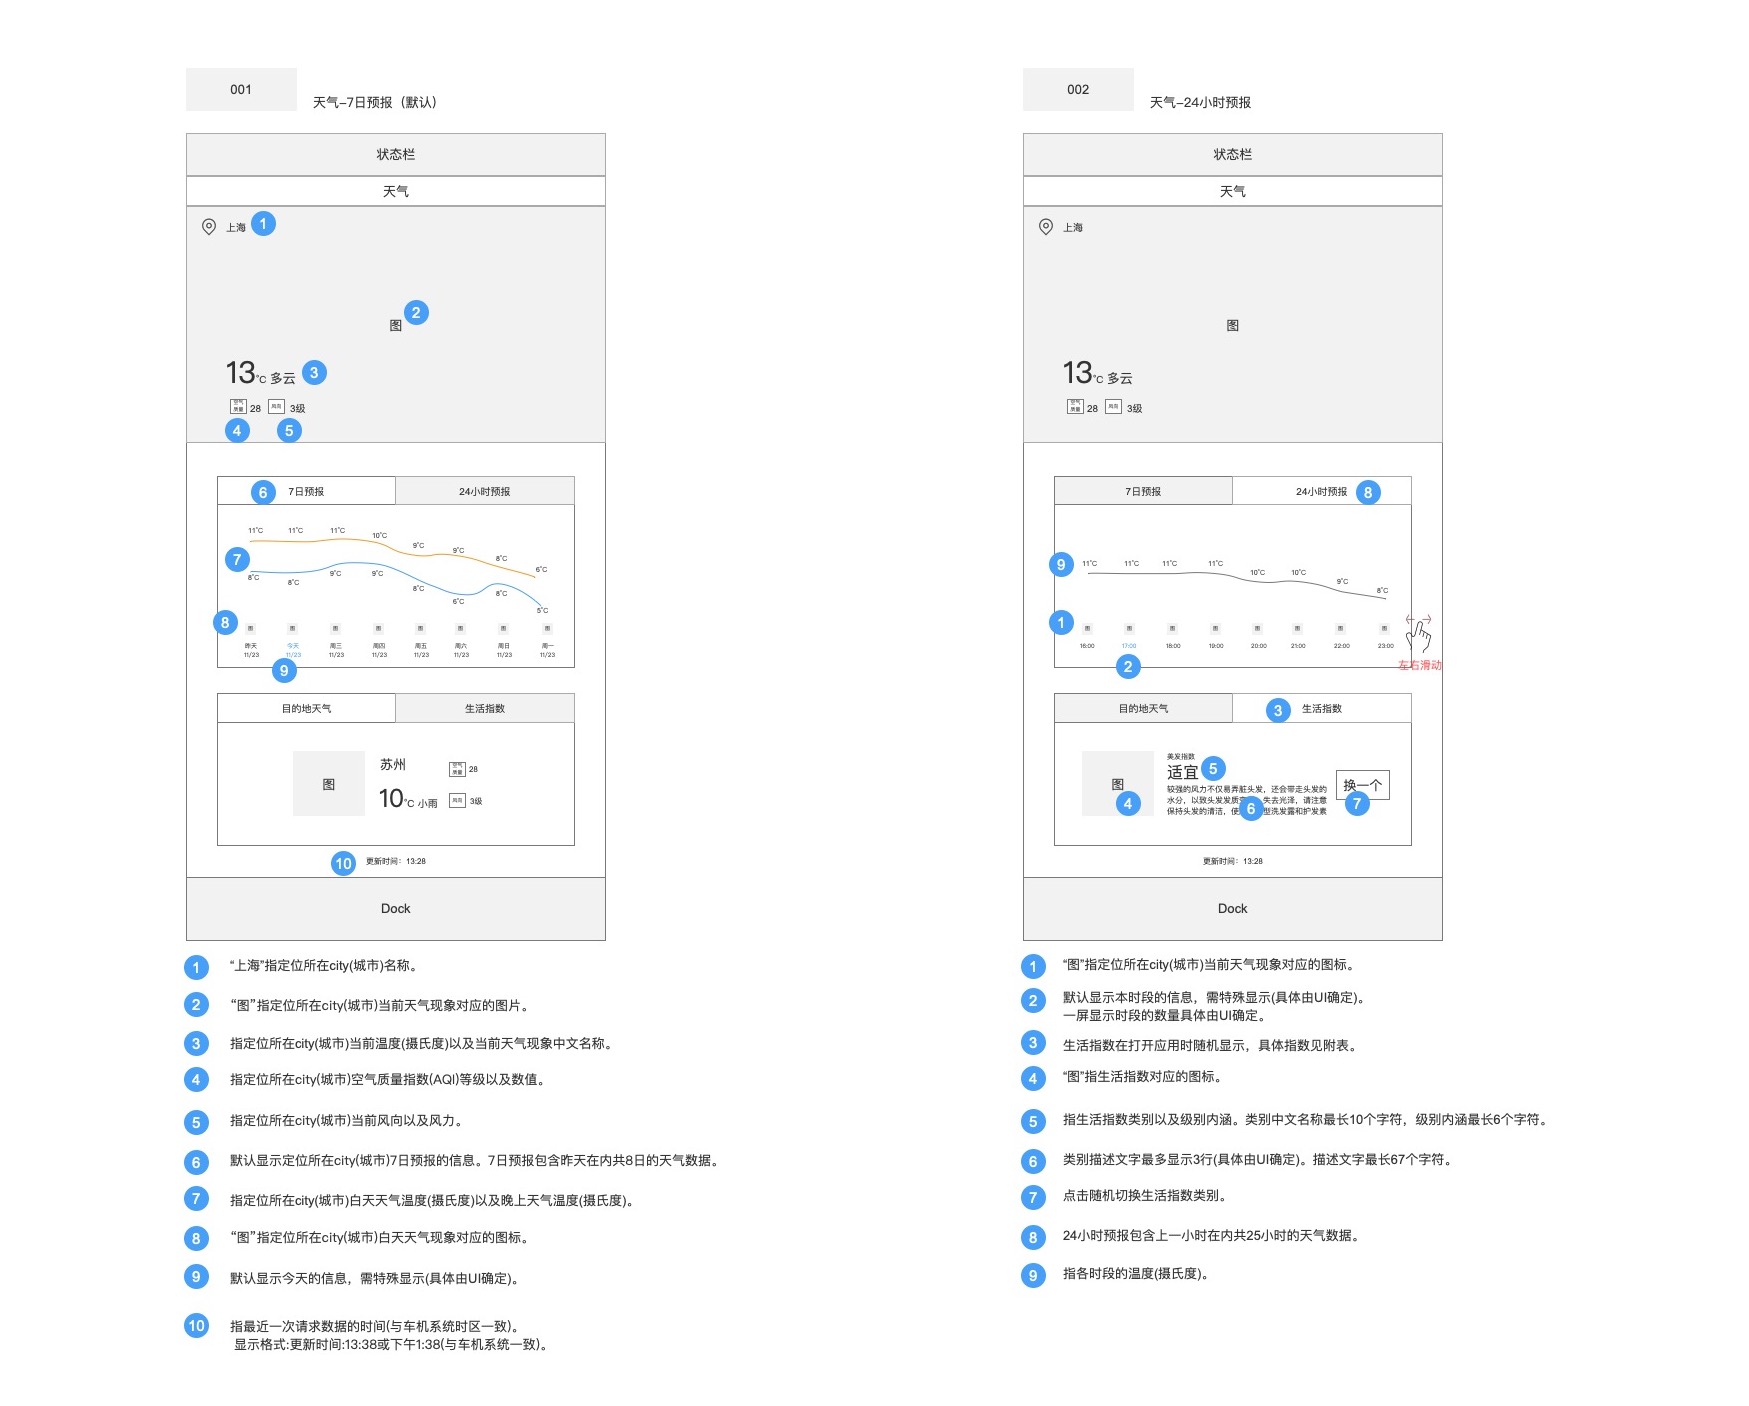 001
天气-7日预报（默认）
状态栏
天气
上海
1
2
图
13°C 多云
3
空气质量 28 风向 3级
4
5
6
7日预报
24小时预报
11°C 11°C 11°C 10°C 9°C 9°C 8°C 6°C
7
8°C 8°C 9°C 9°C 8°C 6°C 8°C 5°C
8
图 图 图 图 图 图 图 图
昨天 今天 周三 周四 周五 周六 周日 周一
11/23 11/23 11/23 11/23 11/23 11/23 11/23 11/23
9
目的地天气
生活指数
图
苏州
空气质量 28
10°C 小雨
风向 3级
10
更新时间：13:28
Dock
1 “上海”指定位所在city(城市)名称。
2 “图”指定位所在city(城市)当前天气现象对应的图片。
3 指定位所在city(城市)当前温度(摄氏度)以及当前天气现象中文名称。
4 指定位所在city(城市)空气质量指数(AQI)等级以及数值。
5 指定位所在city(城市)当前风向以及风力。
6 默认显示定位所在city(城市)7日预报的信息。7日预报包含昨天在内共8日的天气数据。
7 指定位所在city(城市)白天天气温度(摄氏度)以及晚上天气温度(摄氏度)。
8 “图”指定位所在city(城市)白天天气现象对应的图标。
9 默认显示今天的信息，需特殊显示(具体由UI确定)。
10 指最近一次请求数据的时间(与车机系统时区一致)。
显示格式:更新时间:13:38或下午1:38(与车机系统一致)。
002
天气-24小时预报
状态栏
天气
上海
图
13°C 多云
空气质量 28 风向 3级
7日预报
24小时预报
8
9
11°C 11°C 11°C 11°C 10°C 10°C 9°C 8°C
1
图 图 图 图 图 图 图 图
16:00 17:00 18:00 19:00 20:00 21:00 22:00 23:00
2
左右滑动
目的地天气
3
生活指数
图
4
美发指数
适宜
5
较强的风力不仅易弄脏头发，还会带走头发的
水分，以致头发发质 失去光泽，请注意
保持头发的清洁，使 型洗发露和护发素
6
换一个
7
更新时间：13:28
Dock
1 “图”指定位所在city(城市)当前天气现象对应的图标。
2 默认显示本时段的信息，需特殊显示(具体由UI确定)。
一屏显示时段的数量具体由UI确定。
3 生活指数在打开应用时随机显示，具体指数见附表。
4 “图”指生活指数对应的图标。
5 指生活指数类别以及级别内涵。类别中文名称最长10个字符，级别内涵最长6个字符。
6 类别描述文字最多显示3行(具体由UI确定)。描述文字最长67个字符。
7 点击随机切换生活指数类别。
8 24小时预报包含上一小时在内共25小时的天气数据。
9 指各时段的温度(摄氏度)。